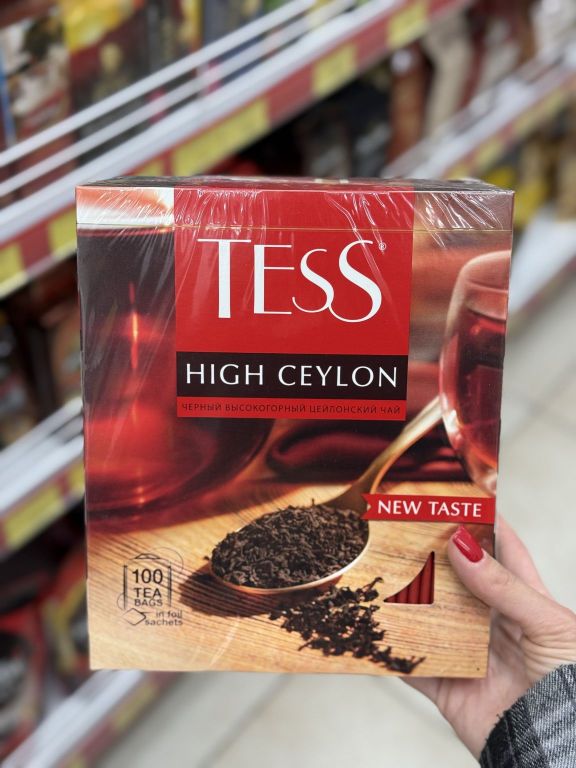 TESS®
HIGH CEYLON
ЧЕРНЫЙ ВЫСОКОГОРНЫЙ ЦЕЙЛОНСКИЙ ЧАЙ
NEW TASTE
100
TEA
BAGS
in foil
sachets